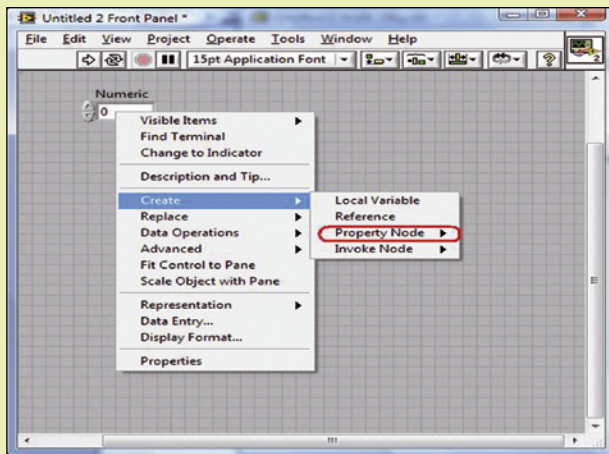 Untitled 2 Front Panel *
File Edit View Project Operate Tools Window Help
15pt Application Font
2
Numeric
0
Visible Items
Find Terminal
Change to Indicator
Description and Tip...
Create
Replace
Data Operations
Advanced
Fit Control to Pane
Scale Object with Pane
Representation
Data Entry...
Display Format...
Properties
Local Variable
Reference
Property Node
Invoke Node